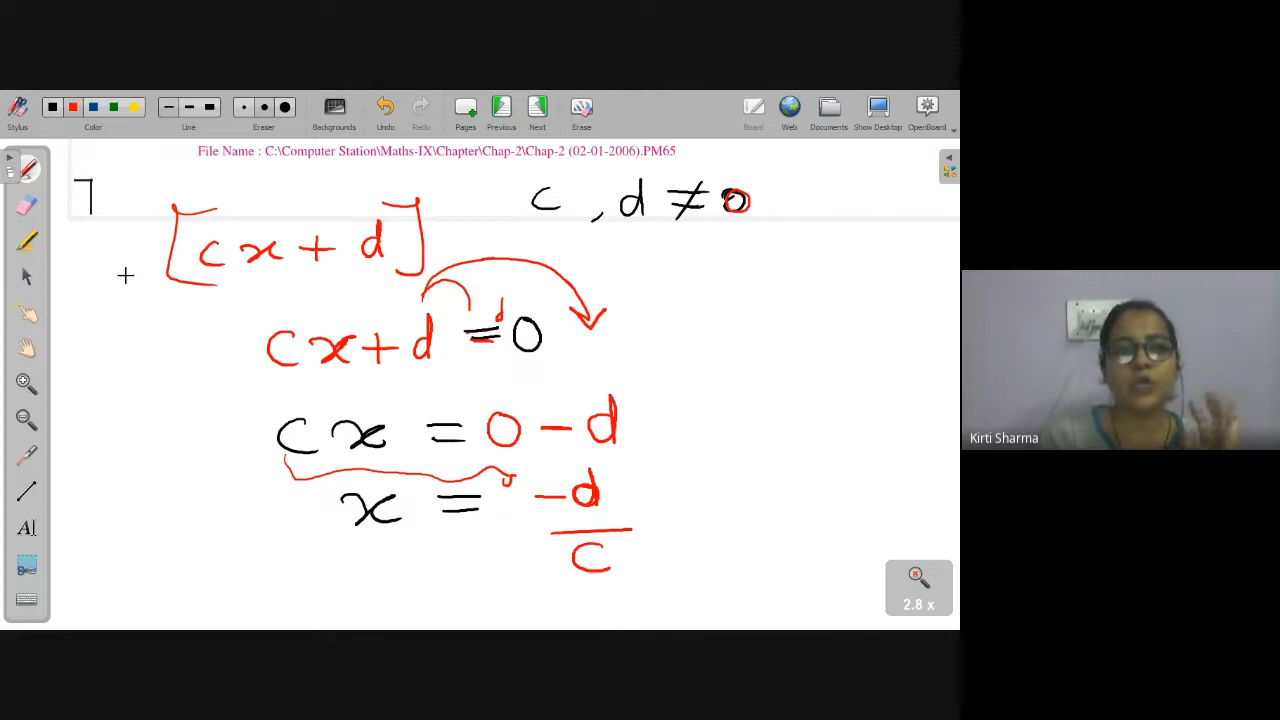 Stylus Color Line Eraser Backgrounds Undo Redo Pages Previous Next Erase Board Web Documents Show Desktop OpenBoard
File Name : C:\Computer Station\Maths-IX\Chapter\Chap-2\Chap-2 (02-01-2006).PM65
c , d ≠ 0
[cx + d]
cx + d = 0
cx = 0 - d
x = -d/c
Kirti Sharma
2.8 x